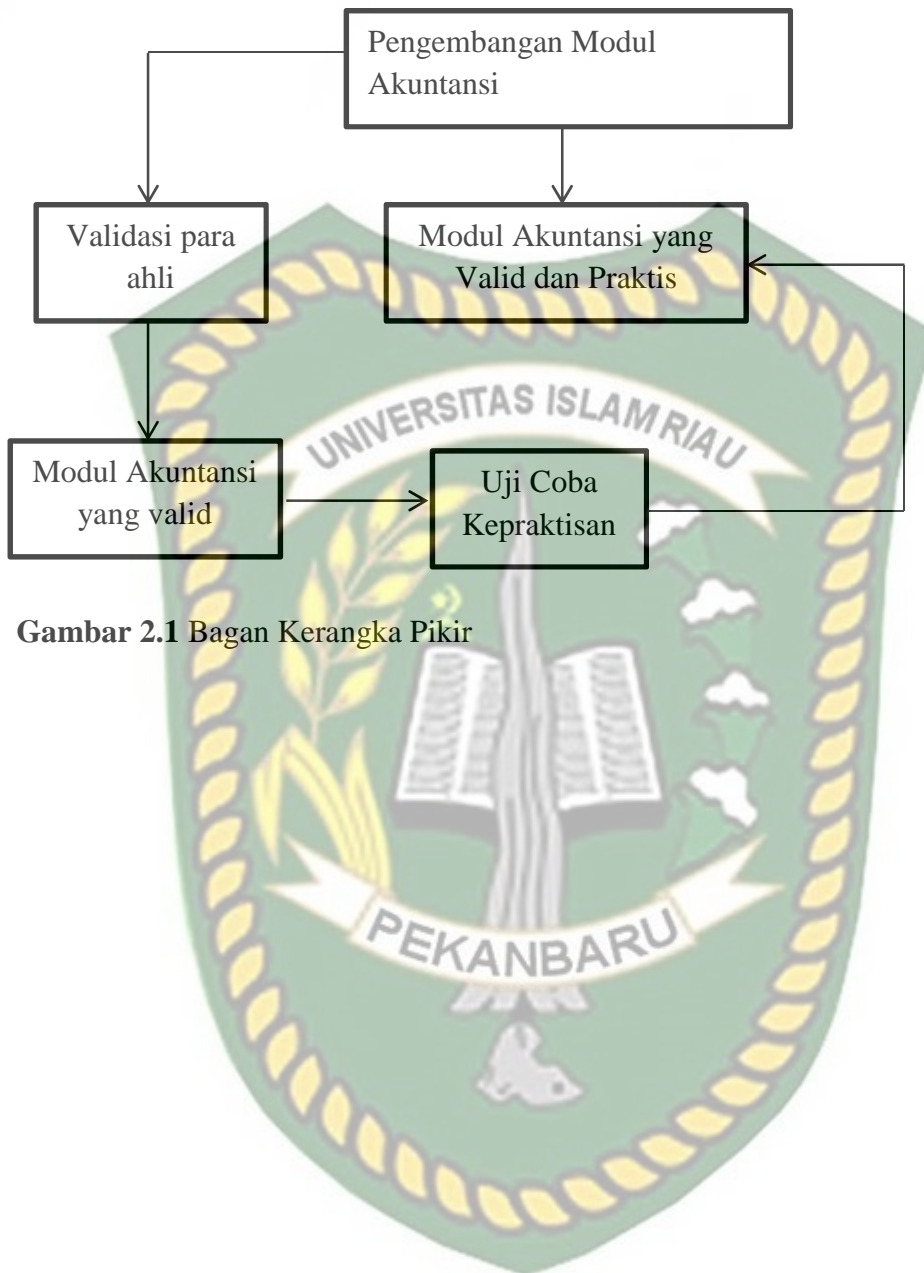 Pengembangan Modul
Akuntansi
Validasi para
ahli
Modul Akuntansi yang
Valid dan Praktis
Modul Akuntansi
yang valid
Uji Coba
Kepraktisan
Gambar 2.1 Bagan Kerangka Pikir
UNIVERSITAS ISLAM RIAU
PEKANBARU